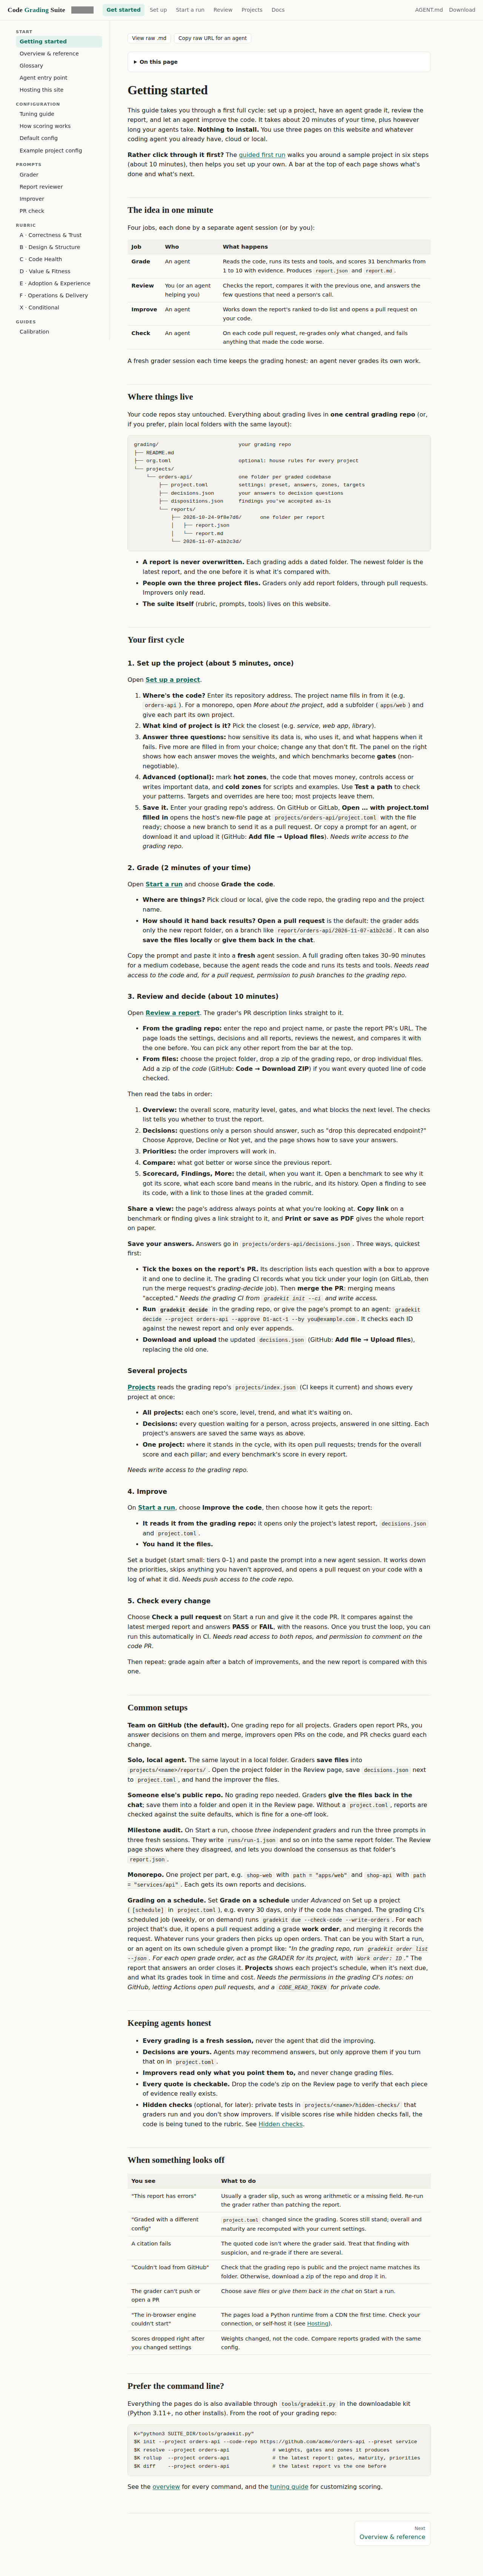 Code Grading Suite
Get started
Set up
Start a run
Review
Projects
Docs
AGENT.md
Download
START
Getting started
Overview & reference
Glossary
Agent entry point
Hosting this site
CONFIGURATION
Tuning guide
How scoring works
Default config
Example project config
PROMPTS
Grader
Report reviewer
Improver
PR check
RUBRIC
A · Correctness & Trust
B · Design & Structure
C · Code Health
D · Value & Fitness
E · Adoption & Experience
F · Operations & Delivery
X · Conditional
GUIDES
Calibration
View raw .md
Copy raw URL for an agent
▸ On this page
Getting started
This guide takes you through a first full cycle: set up a project, have an agent grade it, review the
report, and let an agent improve the code. It takes about 20 minutes of your time, plus however
long your agents take. Nothing to install. You use three pages on this website and whatever
coding agent you already have, cloud or local.
Rather click through it first? The guided first run walks you around a sample project in six steps
(about 10 minutes), then helps you set up your own. A bar at the top of each page shows what's
done and what's next.
The idea in one minute
Four jobs, each done by a separate agent session (or by you):
Job Who What happens
Grade An agent Reads the code, runs its tests and tools, and scores 31 benchmarks from
1 to 10 with evidence. Produces report.json and report.md.
Review You (or an agent Checks the report, compares it with the previous one, and answers the
helping you) few questions that need a person's call.
Improve An agent Works down the report's ranked to-do list and opens a pull request on
your code.
Check An agent On each code pull request, re-grades only what changed, and fails
anything that made the code worse.
A fresh grader session each time keeps the grading honest: an agent never grades its own work.
Where things live
Your code repos stay untouched. Everything about grading lives in one central grading repo (or,
if you prefer, plain local folders with the same layout):
grading/ your grading repo
├── README.md
├── org.toml optional: house rules for every project
└── projects/
└── orders-api/ one folder per graded codebase
├── project.toml settings: preset, answers, zones, targets
├── decisions.json your answers to decision questions
├── dispositions.json findings you've accepted as-is
└── reports/
├── 2026-10-24-9f8e7d6/ one folder per report
│ ├── report.json
│ └── report.md
└── 2026-11-07-a1b2c3d/
• A report is never overwritten. Each grading adds a dated folder. The newest folder is the
latest report, and the one before it is what it's compared with.
• People own the three project files. Graders only add report folders, through pull requests.
Improvers only read.
• The suite itself (rubric, prompts, tools) lives on this website.
Your first cycle
1. Set up the project (about 5 minutes, once)
Open Set up a project.
1. Where's the code? Enter its repository address. The project name fills in from it (e.g.
orders-api). For a monorepo, open More about the project, add a subfolder (apps/web) and
give each part its own project.
2. What kind of project is it? Pick the closest (e.g. service, web app, library).
3. Answer three questions: how sensitive its data is, who uses it, and what happens when it
fails. Five more are filled in from your choice; change any that don't fit. The panel on the right
shows how each answer moves the weights, and which benchmarks become gates (non-
negotiable).
4. Advanced (optional): mark hot zones, the code that moves money, controls access or
writes important data, and cold zones for scripts and examples. Use Test a path to check
your patterns. Targets and overrides are here too; most projects leave them.
5. Save it. Enter your grading repo's address. On GitHub or GitLab, Open … with project.toml
filled in opens the host's new-file page at projects/orders-api/project.toml with the file
ready; choose a new branch to send it as a pull request. Or copy a prompt for an agent, or
download it and upload it (GitHub: Add file → Upload files). Needs write access to the
grading repo.
2. Grade (2 minutes of your time)
Open Start a run and choose Grade the code.
• Where are things? Pick cloud or local, give the code repo, the grading repo and the project
name.
• How should it hand back results? Open a pull request is the default: the grader adds
only the new report folder, on a branch like report/orders-api/2026-11-07-a1b2c3d. It can also
save the files locally or give them back in the chat.
Copy the prompt and paste it into a fresh agent session. A full grading often takes 30–90 minutes
for a medium codebase, because the agent reads the code and runs its tests and tools. Needs read
access to the code and, for a pull request, permission to push branches to the grading repo.
3. Review and decide (about 10 minutes)
Open Review a report. The grader's PR description links straight to it.
• From the grading repo: enter the repo and project name, or paste the report PR's URL. The
page loads the settings, decisions and all reports, reviews the newest, and compares it with
the one before. You can pick any other report from the bar at the top.
• From files: choose the project folder, drop a zip of the grading repo, or drop individual files.
Add a zip of the code (GitHub: Code → Download ZIP) if you want every quoted line of code
checked.
Then read the tabs in order:
1. Overview: the overall score, maturity level, gates, and what blocks the next level. The checks
list tells you whether to trust the report.
2. Decisions: questions only a person should answer, such as "drop this deprecated endpoint?"
Choose Approve, Decline or Not yet, and the page shows how to save your answers.
3. Priorities: the order improvers will work in.
4. Compare: what got better or worse since the previous report.
5. Scorecard, Findings, More: the detail, when you want it. Open a benchmark to see why it
got its score, what each score band means in the rubric, and its history. Open a finding to see
its code, with a link to those lines at the graded commit.
Share a view: the page's address always points at what you're looking at. Copy link on a
benchmark or finding gives a link straight to it, and Print or save as PDF gives the whole report
on paper.
Save your answers. Answers go in projects/orders-api/decisions.json. Three ways, quickest
first:
• Tick the boxes on the report's PR. Its description lists each question with a box to approve
it and one to decline it. The grading CI records what you tick under your login (on GitLab, then
run the merge request's grading-decide job). Then merge the PR: merging means
"accepted." Needs the grading CI from gradekit init --ci and write access.
• Run gradekit decide in the grading repo, or give the page's prompt to an agent: gradekit
decide --project orders-api --approve D1-act-1 --by you@example.com. It checks each ID
against the newest report and only ever appends.
• Download and upload the updated decisions.json (GitHub: Add file → Upload files),
replacing the old one.
Several projects
Projects reads the grading repo's projects/index.json (CI keeps it current) and shows every
project at once:
• All projects: each one's score, level, trend, and what it's waiting on.
• Decisions: every question waiting for a person, across projects, answered in one sitting. Each
project's answers are saved the same way as above.
• One project: where it stands in the cycle, with its open pull requests; trends for the overall
score and each pillar; and every benchmark's score in every report.
Needs write access to the grading repo.
4. Improve
On Start a run, choose Improve the code, then choose how it gets the report:
• It reads it from the grading repo: it opens only the project's latest report, decisions.json
and project.toml.
• You hand it the files.
Set a budget (start small: tiers 0–1) and paste the prompt into a new agent session. It works down
the priorities, skips anything you haven't approved, and opens a pull request on your code with a
log of what it did. Needs push access to the code repo.
5. Check every change
Choose Check a pull request on Start a run and give it the code PR. It compares against the
latest merged report and answers PASS or FAIL, with the reasons. Once you trust the loop, you can
run this automatically in CI. Needs read access to both repos, and permission to comment on the
code PR.
Then repeat: grade again after a batch of improvements, and the new report is compared with this
one.
Common setups
Team on GitHub (the default). One grading repo for all projects. Graders open report PRs, you
answer decisions on them and merge, improvers open PRs on the code, and PR checks guard each
change.
Solo, local agent. The same layout in a local folder. Graders save files into
projects/<name>/reports/. Open the project folder in the Review page, save decisions.json next
to project.toml, and hand the improver the files.
Someone else's public repo. No grading repo needed. Graders give the files back in the
chat; save them into a folder and open it in the Review page. Without a project.toml, reports are
checked against the suite defaults, which is fine for a one-off look.
Milestone audit. On Start a run, choose three independent graders and run the three prompts in
three fresh sessions. They write runs/run-1.json and so on into the same report folder. The Review
page shows where they disagreed, and lets you download the consensus as that folder's
report.json.
Monorepo. One project per part, e.g. shop-web with path = "apps/web" and shop-api with path
= "services/api". Each gets its own reports and decisions.
Grading on a schedule. Set Grade on a schedule under Advanced on Set up a project
([schedule] in project.toml), e.g. every 30 days, only if the code has changed. The grading CI's
scheduled job (weekly, or on demand) runs gradekit due --check-code --write-orders. For each
project that's due, it opens a pull request adding a grade work order, and merging it records the
request. Whatever runs your graders then picks up open orders. That can be you with Start a run,
or an agent on its own schedule given a prompt like: "In the grading repo, run gradekit order list
--json. For each open grade order, act as the GRADER for its project, with Work order: ID." The
report that answers an order closes it. Projects shows each project's schedule, when it's next due,
and what its grades took in time and cost. Needs the permissions in the grading CI's notes: on
GitHub, letting Actions open pull requests, and a CODE_READ_TOKEN for private code.
Keeping agents honest
• Every grading is a fresh session, never the agent that did the improving.
• Decisions are yours. Agents may recommend answers, but only approve them if you turn
that on in project.toml.
• Improvers read only what you point them to, and never change grading files.
• Every quote is checkable. Drop the code's zip on the Review page to verify that each piece
of evidence really exists.
• Hidden checks (optional, for later): private tests in projects/<name>/hidden-checks/ that
graders run and you don't show improvers. If visible scores rise while hidden checks fall, the
code is being tuned to the rubric. See Hidden checks.
When something looks off
You see What to do
"This report has errors" Usually a grader slip, such as wrong arithmetic or a missing field. Re-run
the grader rather than patching the report.
"Graded with a different project.toml changed since the grading. Scores still stand; overall and
config" maturity are recomputed with your current settings.
A citation fails The quoted code isn't where the grader said. Treat that finding with
suspicion, and re-grade if there are several.
"Couldn't load from GitHub" Check that the grading repo is public and the project name matches its
folder. Otherwise, download a zip of the repo and drop it in.
The grader can't push or Choose save files or give them back in the chat on Start a run.
open a PR
"The in-browser engine The pages load a Python runtime from a CDN the first time. Check your
couldn't start" connection, or self-host it (see Hosting).
Scores dropped right after Weights changed, not the code. Compare reports graded with the same
you changed settings config.
Prefer the command line?
Everything the pages do is also available through tools/gradekit.py in the downloadable kit
(Python 3.11+, no other installs). From the root of your grading repo:
K="python3 SUITE_DIR/tools/gradekit.py"
$K init --project orders-api --code-repo https://github.com/acme/orders-api --preset service
$K resolve --project orders-api # weights, gates and zones it produces
$K rollup --project orders-api # the latest report: gates, maturity, priorities
$K diff --project orders-api # the latest report vs the one before
See the overview for every command, and the tuning guide for customizing scoring.
Next
Overview & reference